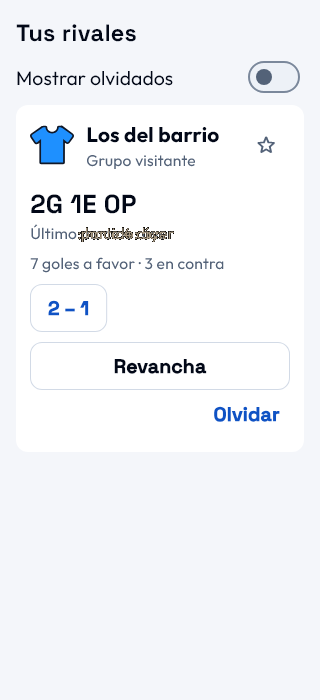 Tus rivales
Mostrar olvidados
Los del barrio
Grupo visitante
2G 1E 0P
Último
7 goles a favor · 3 en contra
2 – 1
Revancha
Olvidar